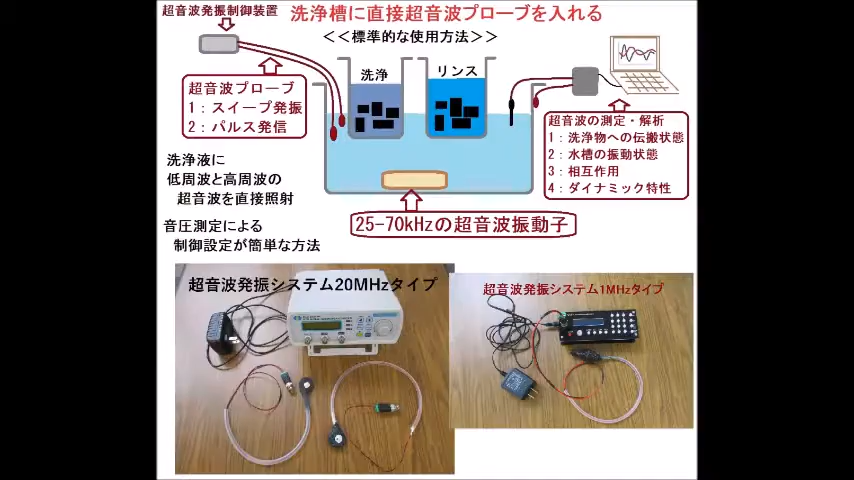 超音波発振制御装置
洗浄槽に直接超音波プローブを入れる
<<標準的な使用方法>>
洗浄
リンス
超音波プローブ
1：スイープ発振
2：パルス発信
超音波の測定・解析
1：洗浄物への伝搬状態
2：水槽の振動状態
3：相互作用
4：ダイナミック特性
洗浄液に
低周波と高周波の
超音波を直接照射
音圧測定による
制御設定が簡単な方法
25-70kHzの超音波振動子
超音波発振システム20MHzタイプ
超音波発振システム1MHzタイプ